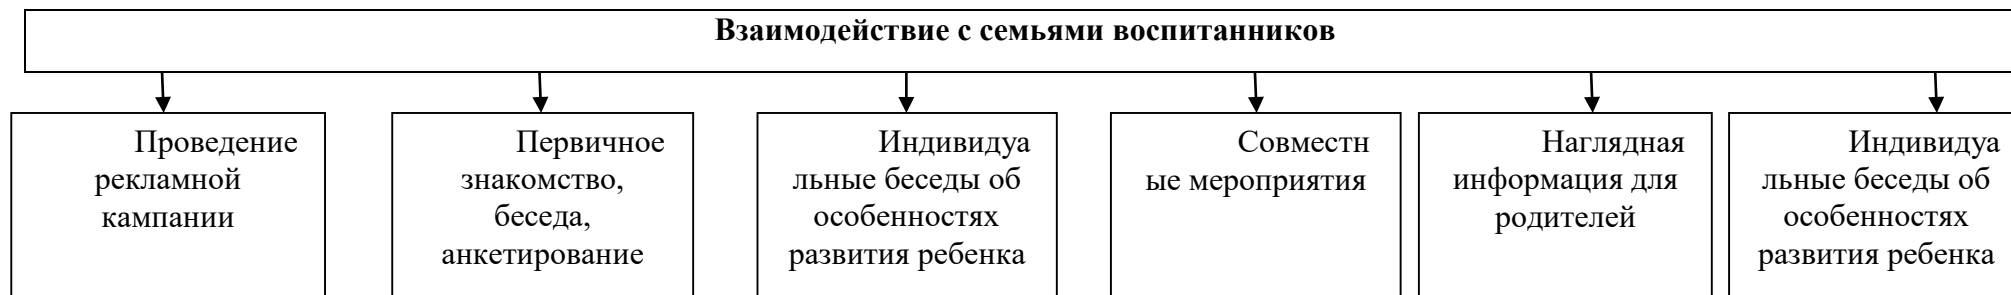 Взаимодействие с семьями воспитанников
Проведение
рекламной
кампании
Первичное
знакомство,
беседа,
анкетирование
Индивидуа
льные беседы об
особенностях
развития ребенка
Совместн
ые мероприятия
Наглядная
информация для
родителей
Индивидуа
льные беседы об
особенностях
развития ребенка